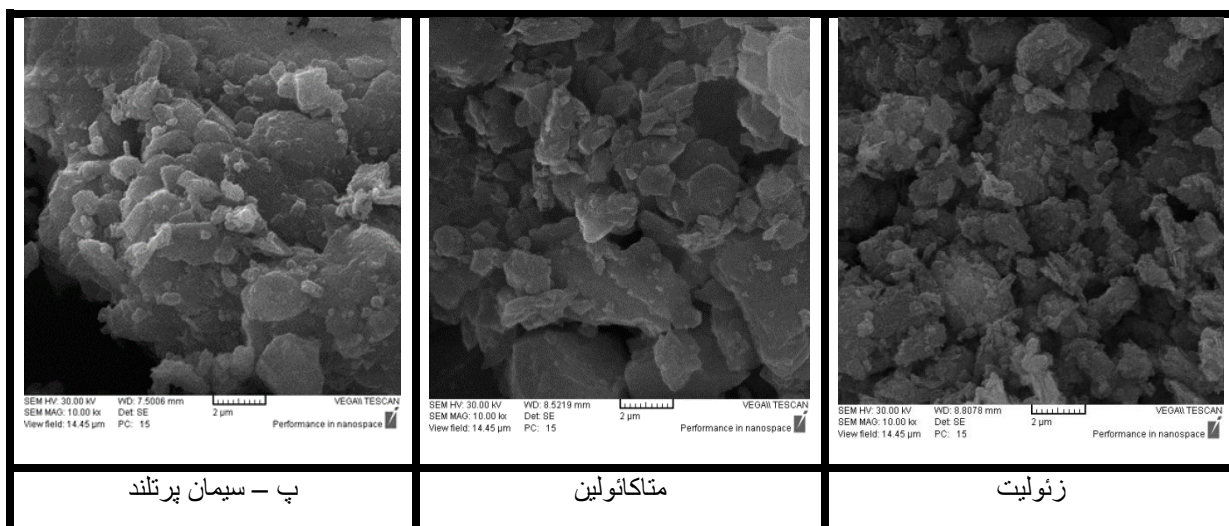 SEM HV: 30.00 kV WD: 7.5006 mm VEGA\\ TESCAN
SEM MAG: 10.00 kx Det: SE 2 µm
View field: 14.45 µm PC: 15 Performance in nanospace
SEM HV: 30.00 kV WD: 8.5219 mm VEGA\\ TESCAN
SEM MAG: 10.00 kx Det: SE 2 µm
View field: 14.45 µm PC: 15 Performance in nanospace
SEM HV: 30.00 kV WD: 8.8078 mm VEGA\\ TESCAN
SEM MAG: 10.00 kx Det: SE 2 µm
View field: 14.45 µm PC: 15 Performance in nanospace
پ – سیمان پرتلند
متاکائولین
زئولیت